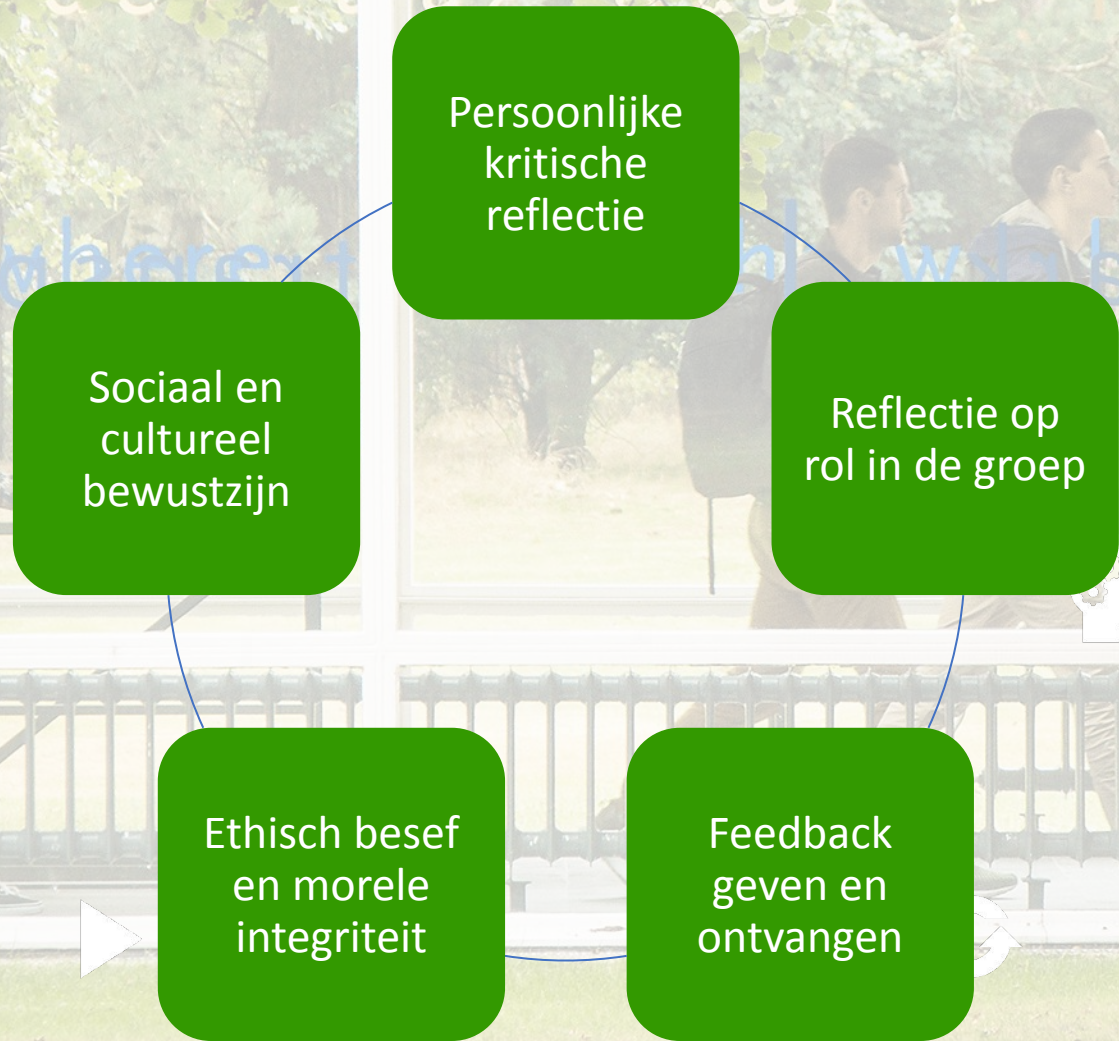 Persoonlijke
kritische
reflectie
Sociaal en
cultureel
bewustzijn
Reflectie op
rol in de groep
Ethisch besef
en morele
integriteit
Feedback
geven en
ontvangen
where